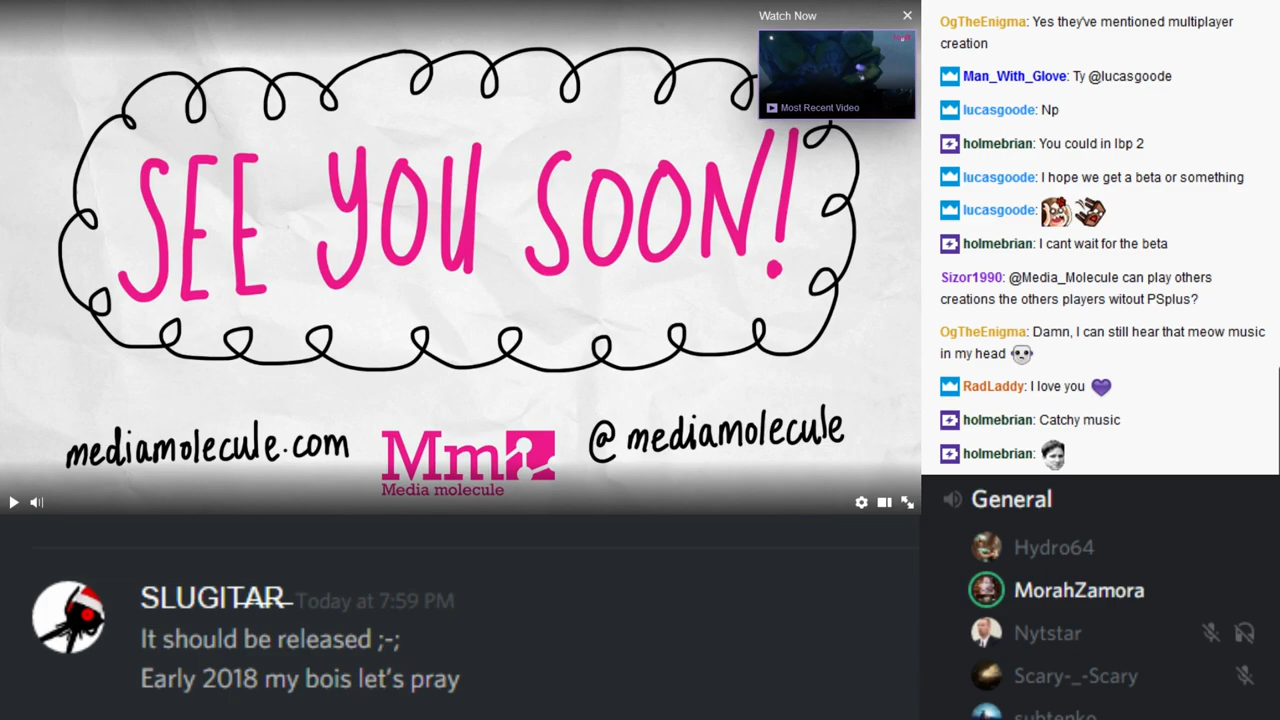 Watch Now
Most Recent Video
SEE YOU SOON!
mediamolecule.com
Mm
Media molecule
@mediamolecule
OgTheEnigma: Yes they've mentioned multiplayer
creation
Man_With_Glove: Ty @lucasgoode
lucasgoode: Np
holmebrian: You could in lbp 2
lucasgoode: I hope we get a beta or something
lucasgoode:
holmebrian: I cant wait for the beta
Sizor1990: @Media_Molecule can play others
creations the others players witout PSplus?
OgTheEnigma: Damn, I can still hear that meow music
in my head
RadLaddy: I love you
holmebrian: Catchy music
holmebrian:
General
Hydro64
MorahZamora
Nytstar
Scary-_-Scary
subtenko
SLUGITAR Today at 7:59 PM
It should be released ;-;
Early 2018 my bois let's pray